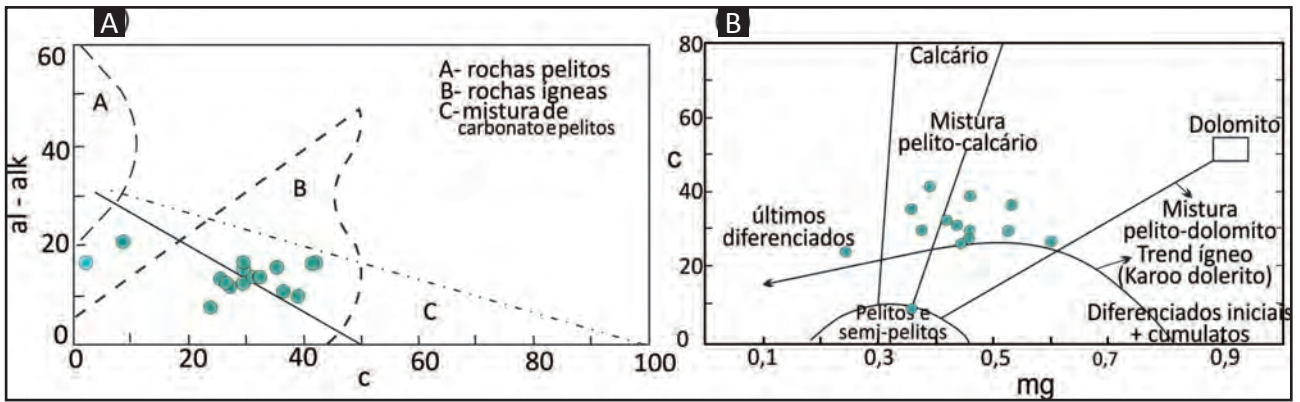 A
60
40
20
0
al - alk
A
B
C
A- rochas pelitos
B- rochas ígneas
C-mistura de
carbonato e pelitos
0
20
40
60
80
100
c
B
80
60
40
20
0
C
Calcário
Mistura
pelito-calcário
Dolomito
últimos
diferenciados
Mistura
pelito-dolomito
Trend ígneo
(Karoo dolerito)
Pelitos e
semi-pelitos
Diferenciados iniciais
+ cumulatos
0,1
0,3
0,5
0,7
0,9
mg